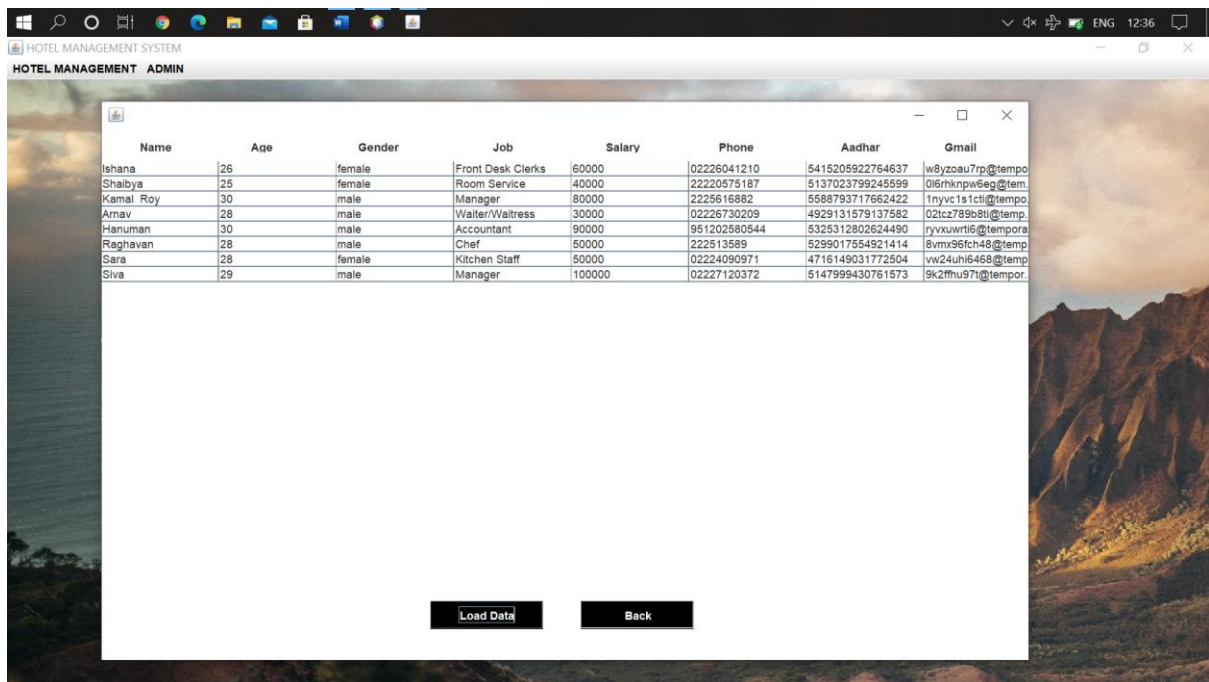 ENG 12:36
HOTEL MANAGEMENT SYSTEM
HOTEL MANAGEMENT ADMIN
Name Age Gender Job Salary Phone Aadhar Gmail
Ishana 26 female Front Desk Clerks 60000 02226041210 5415205922764637 w8yzoau7rp@tempo
Shaibya 25 female Room Service 40000 22220575187 5137023799245599 0l6rhknpw6eg@tem.
Kamal Roy 30 male Manager 80000 2225616882 5588793717662422 1nyvc1s1cti@tempo.
Arnav 28 male Waiter/Waitress 30000 02226730209 4929131579137582 02tcz789b8ti@temp.
Hanuman 30 male Accountant 90000 951202580544 5325312802624490 ryvxuwrtl6@tempora
Raghavan 28 male Chef 50000 222513589 5299017554921414 8vmx96fch48@temp
Sara 28 female Kitchen Staff 50000 02224090971 4716149031772504 vw24uhi6468@temp
Siva 29 male Manager 100000 02227120372 5147999430761573 9k2ffhu97t@tempor.
Load Data Back